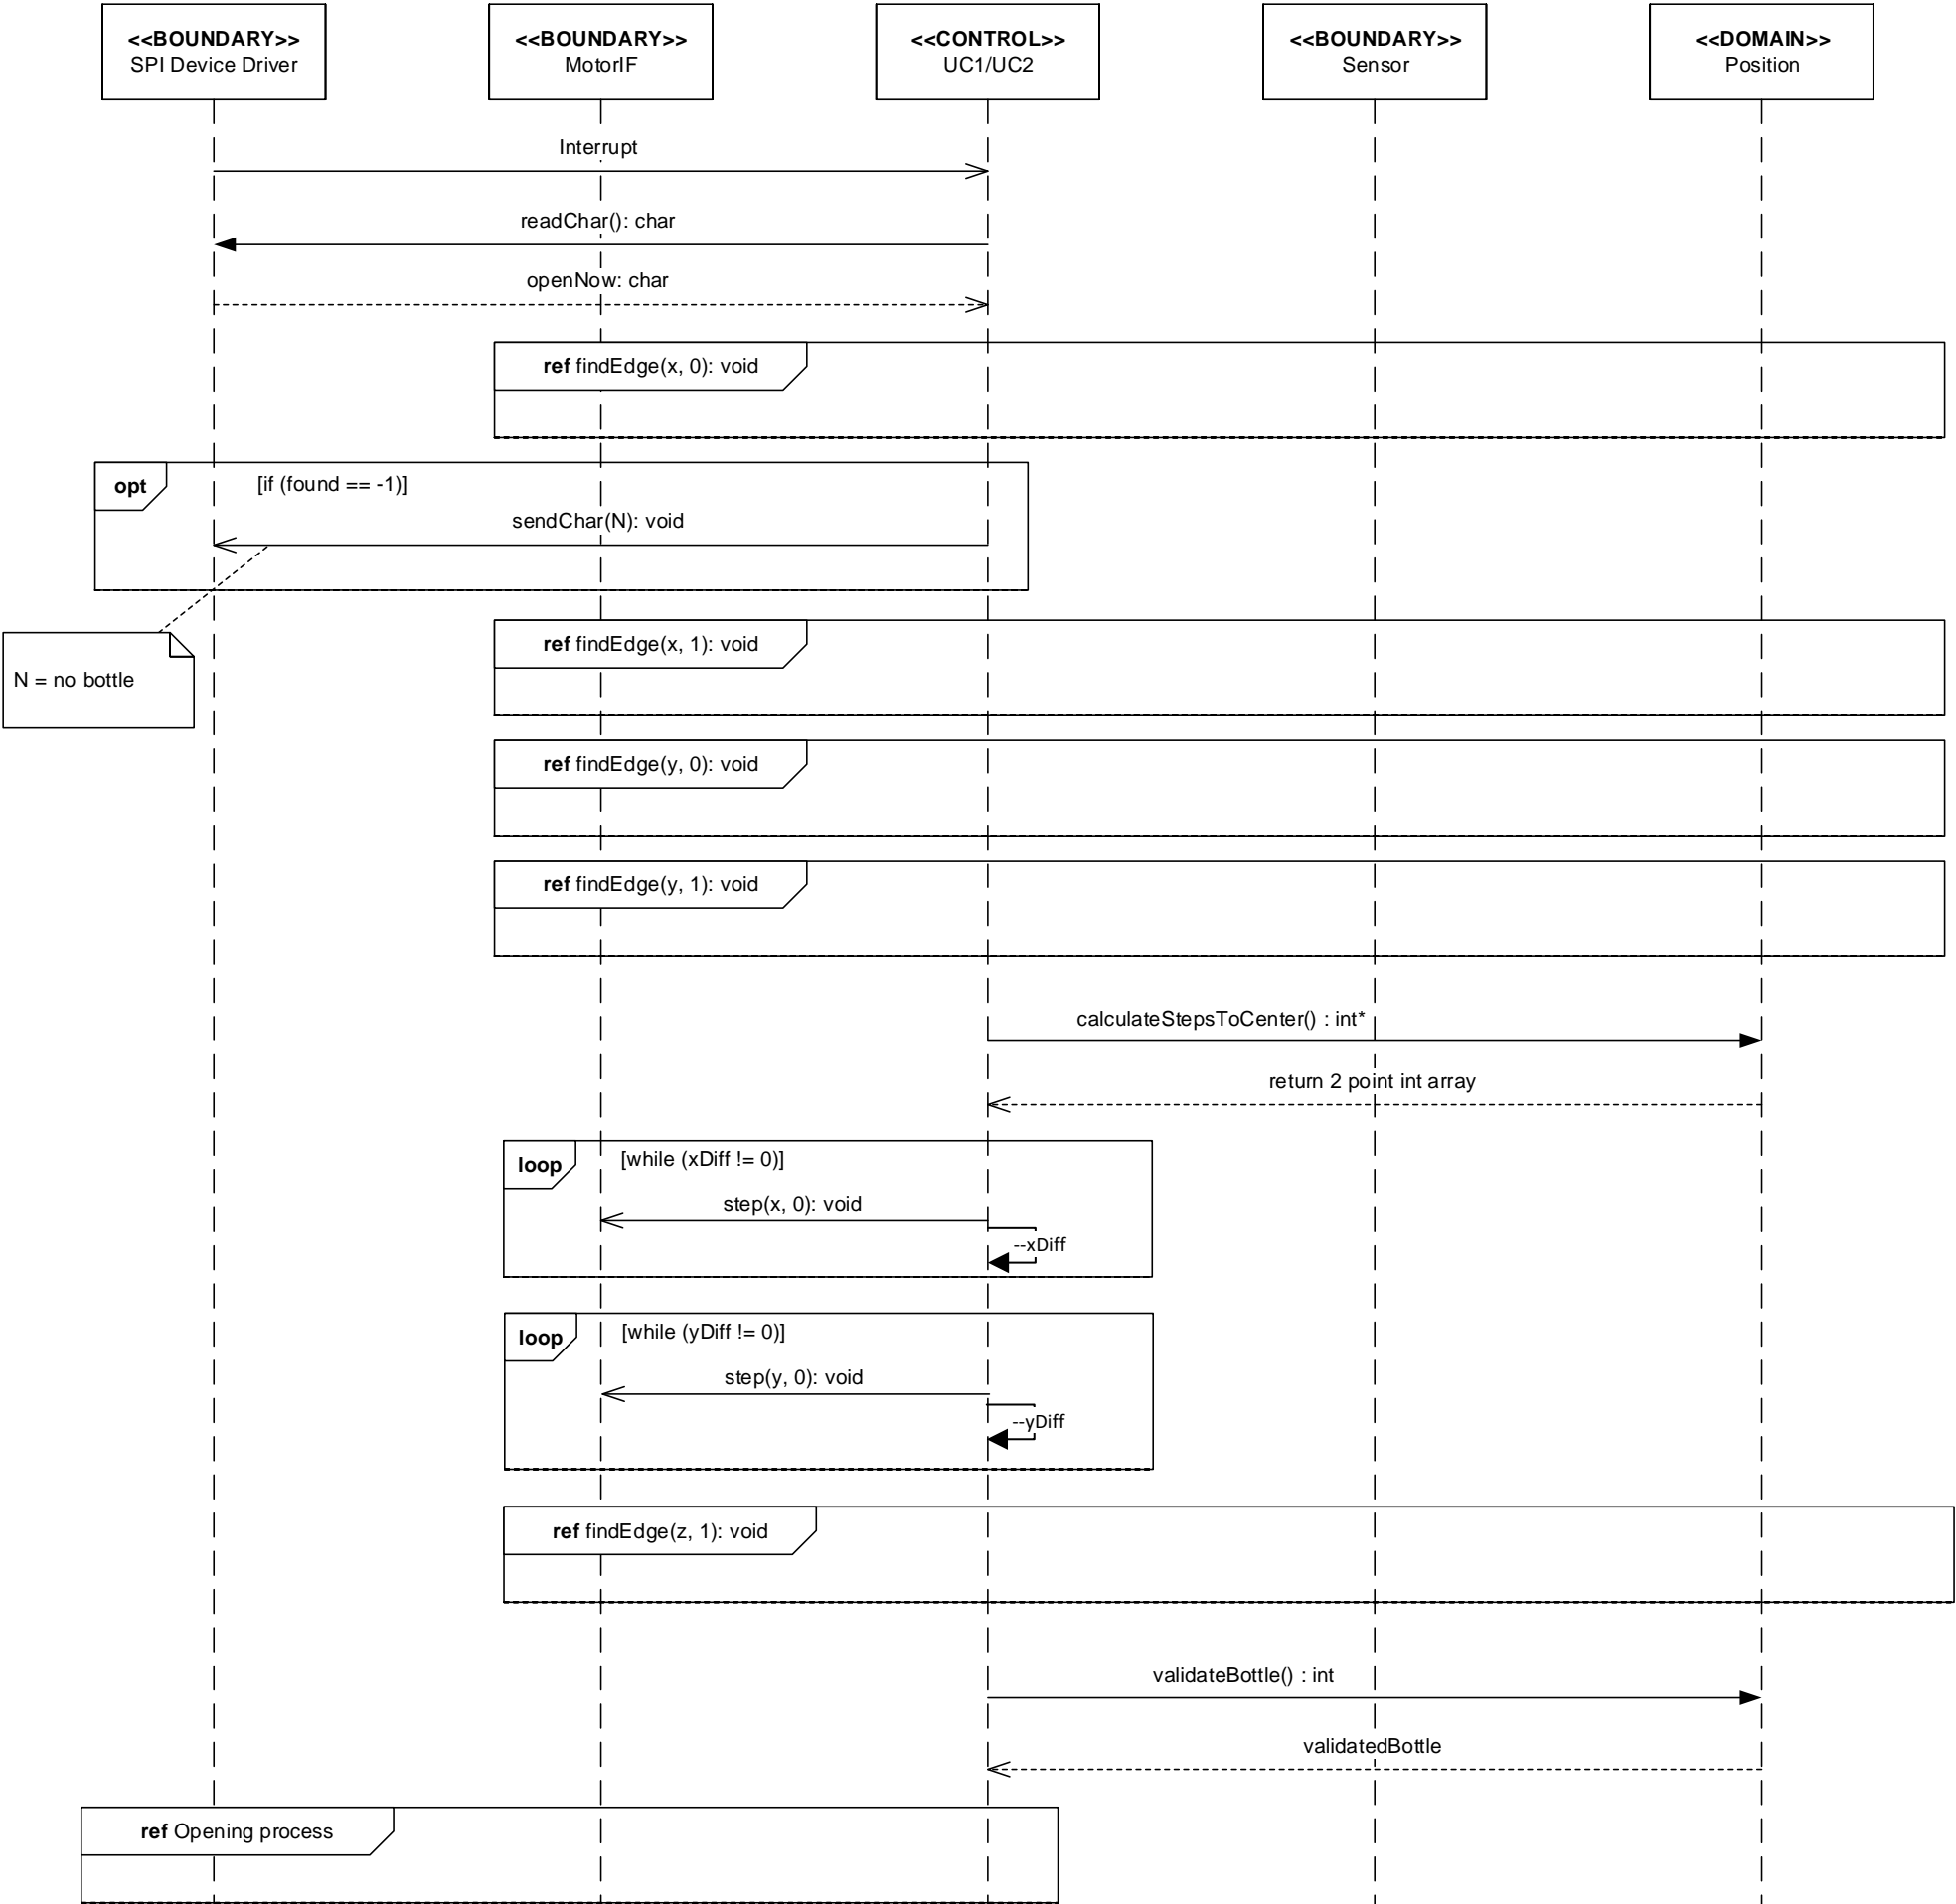 <<BOUNDARY>>
SPI Device Driver
<<BOUNDARY>>
MotorIF
<<CONTROL>>
UC1/UC2
<<BOUNDARY>>
Sensor
<<DOMAIN>>
Position
Interrupt
readChar(): char
openNow: char
ref findEdge(x, 0): void
opt
[if (found == -1)]
sendChar(N): void
N = no bottle
ref findEdge(x, 1): void
ref findEdge(y, 0): void
ref findEdge(y, 1): void
calculateStepsToCenter() : int*
return 2 point int array
loop
[while (xDiff != 0)]
step(x, 0): void
--xDiff
loop
[while (yDiff != 0)]
step(y, 0): void
--yDiff
ref findEdge(z, 1): void
validateBottle() : int
validatedBottle
ref Opening process